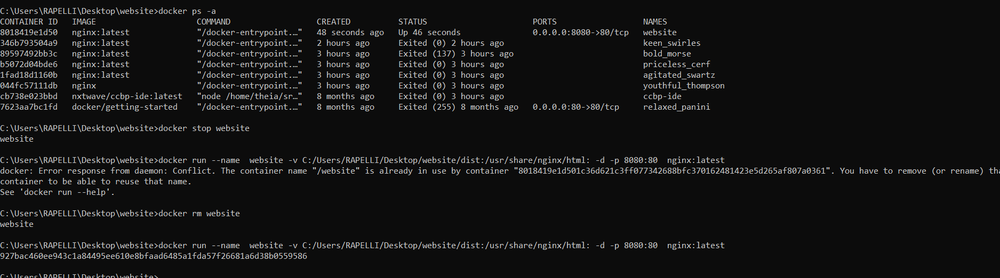 C:\Users\RAPELLI\Desktop\website>docker ps -a
CONTAINER ID   IMAGE                     COMMAND                  CREATED          STATUS                      PORTS                  NAMES
8018419e1d50   nginx:latest              "/docker-entrypoint.…"   48 seconds ago   Up 46 seconds               0.0.0.0:8080->80/tcp   website
346b793504a9   nginx:latest              "/docker-entrypoint.…"   2 hours ago      Exited (0) 2 hours ago                             keen_swirles
89597492bb3c   nginx:latest              "/docker-entrypoint.…"   3 hours ago      Exited (137) 3 hours ago                           bold_morse
b5072d04bde6   nginx:latest              "/docker-entrypoint.…"   3 hours ago      Exited (0) 3 hours ago                             priceless_cerf
1fad18d1160b   nginx:latest              "/docker-entrypoint.…"   3 hours ago      Exited (0) 3 hours ago                             agitated_swartz
044fc57111db   nginx                     "/docker-entrypoint.…"   3 hours ago      Exited (0) 3 hours ago                             youthful_thompson
cb738e023bbd   nxtwave/ccbp-ide:latest   "node /home/theia/sr…"   8 months ago     Exited (0) 3 hours ago                             ccbp-ide
7623aa7bc1fd   docker/getting-started    "/docker-entrypoint.…"   8 months ago     Exited (255) 8 months ago   0.0.0.0:80->80/tcp     relaxed_panini
C:\Users\RAPELLI\Desktop\website>docker stop website
website
C:\Users\RAPELLI\Desktop\website>docker run --name  website -v C:/Users/RAPELLI/Desktop/website/dist:/usr/share/nginx/html: -d -p 8080:80  nginx:latest
docker: Error response from daemon: Conflict. The container name "/website" is already in use by container "8018419e1d501c36d621c3ff077342688bfc370162481423e5d265af807a0361". You have to remove (or rename) tha
container to be able to reuse that name.
See 'docker run --help'.
C:\Users\RAPELLI\Desktop\website>docker rm website
website
C:\Users\RAPELLI\Desktop\website>docker run --name  website -v C:/Users/RAPELLI/Desktop/website/dist:/usr/share/nginx/html: -d -p 8080:80  nginx:latest
927bac460ee943c1a84495ee610e8bfaad6485a1fda57f26681a6d38b0559586
C:\Users\RAPELLI\Desktop\website>